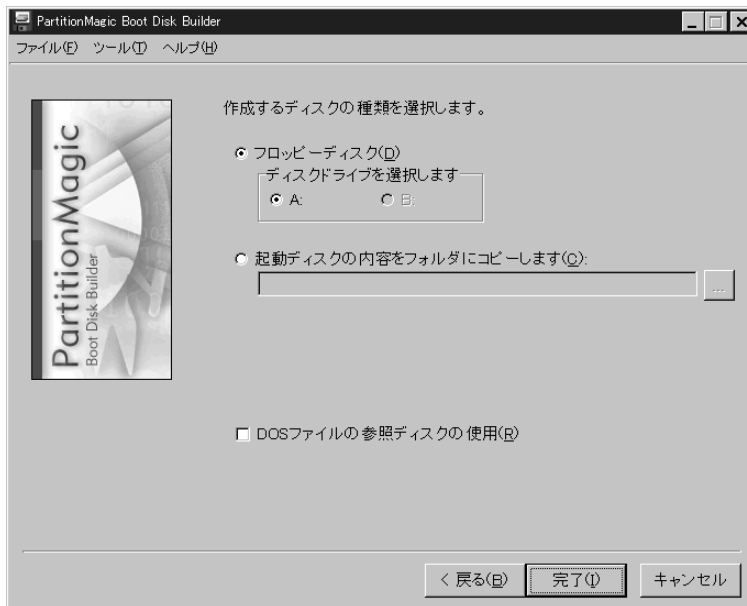 PartitionMagic Boot Disk Builder
ファイル(F) ツール(T) ヘルプ(H)
PartitionMagic
Boot Disk Builder
作成するディスクの種類を選択します。
フロッピーディスク(D)
ディスクドライブを選択します
A: B:
起動ディスクの内容をフォルダにコピーします(C):
...
DOSファイルの参照ディスクの使用(R)
< 戻る(B) 完了(I) キャンセル